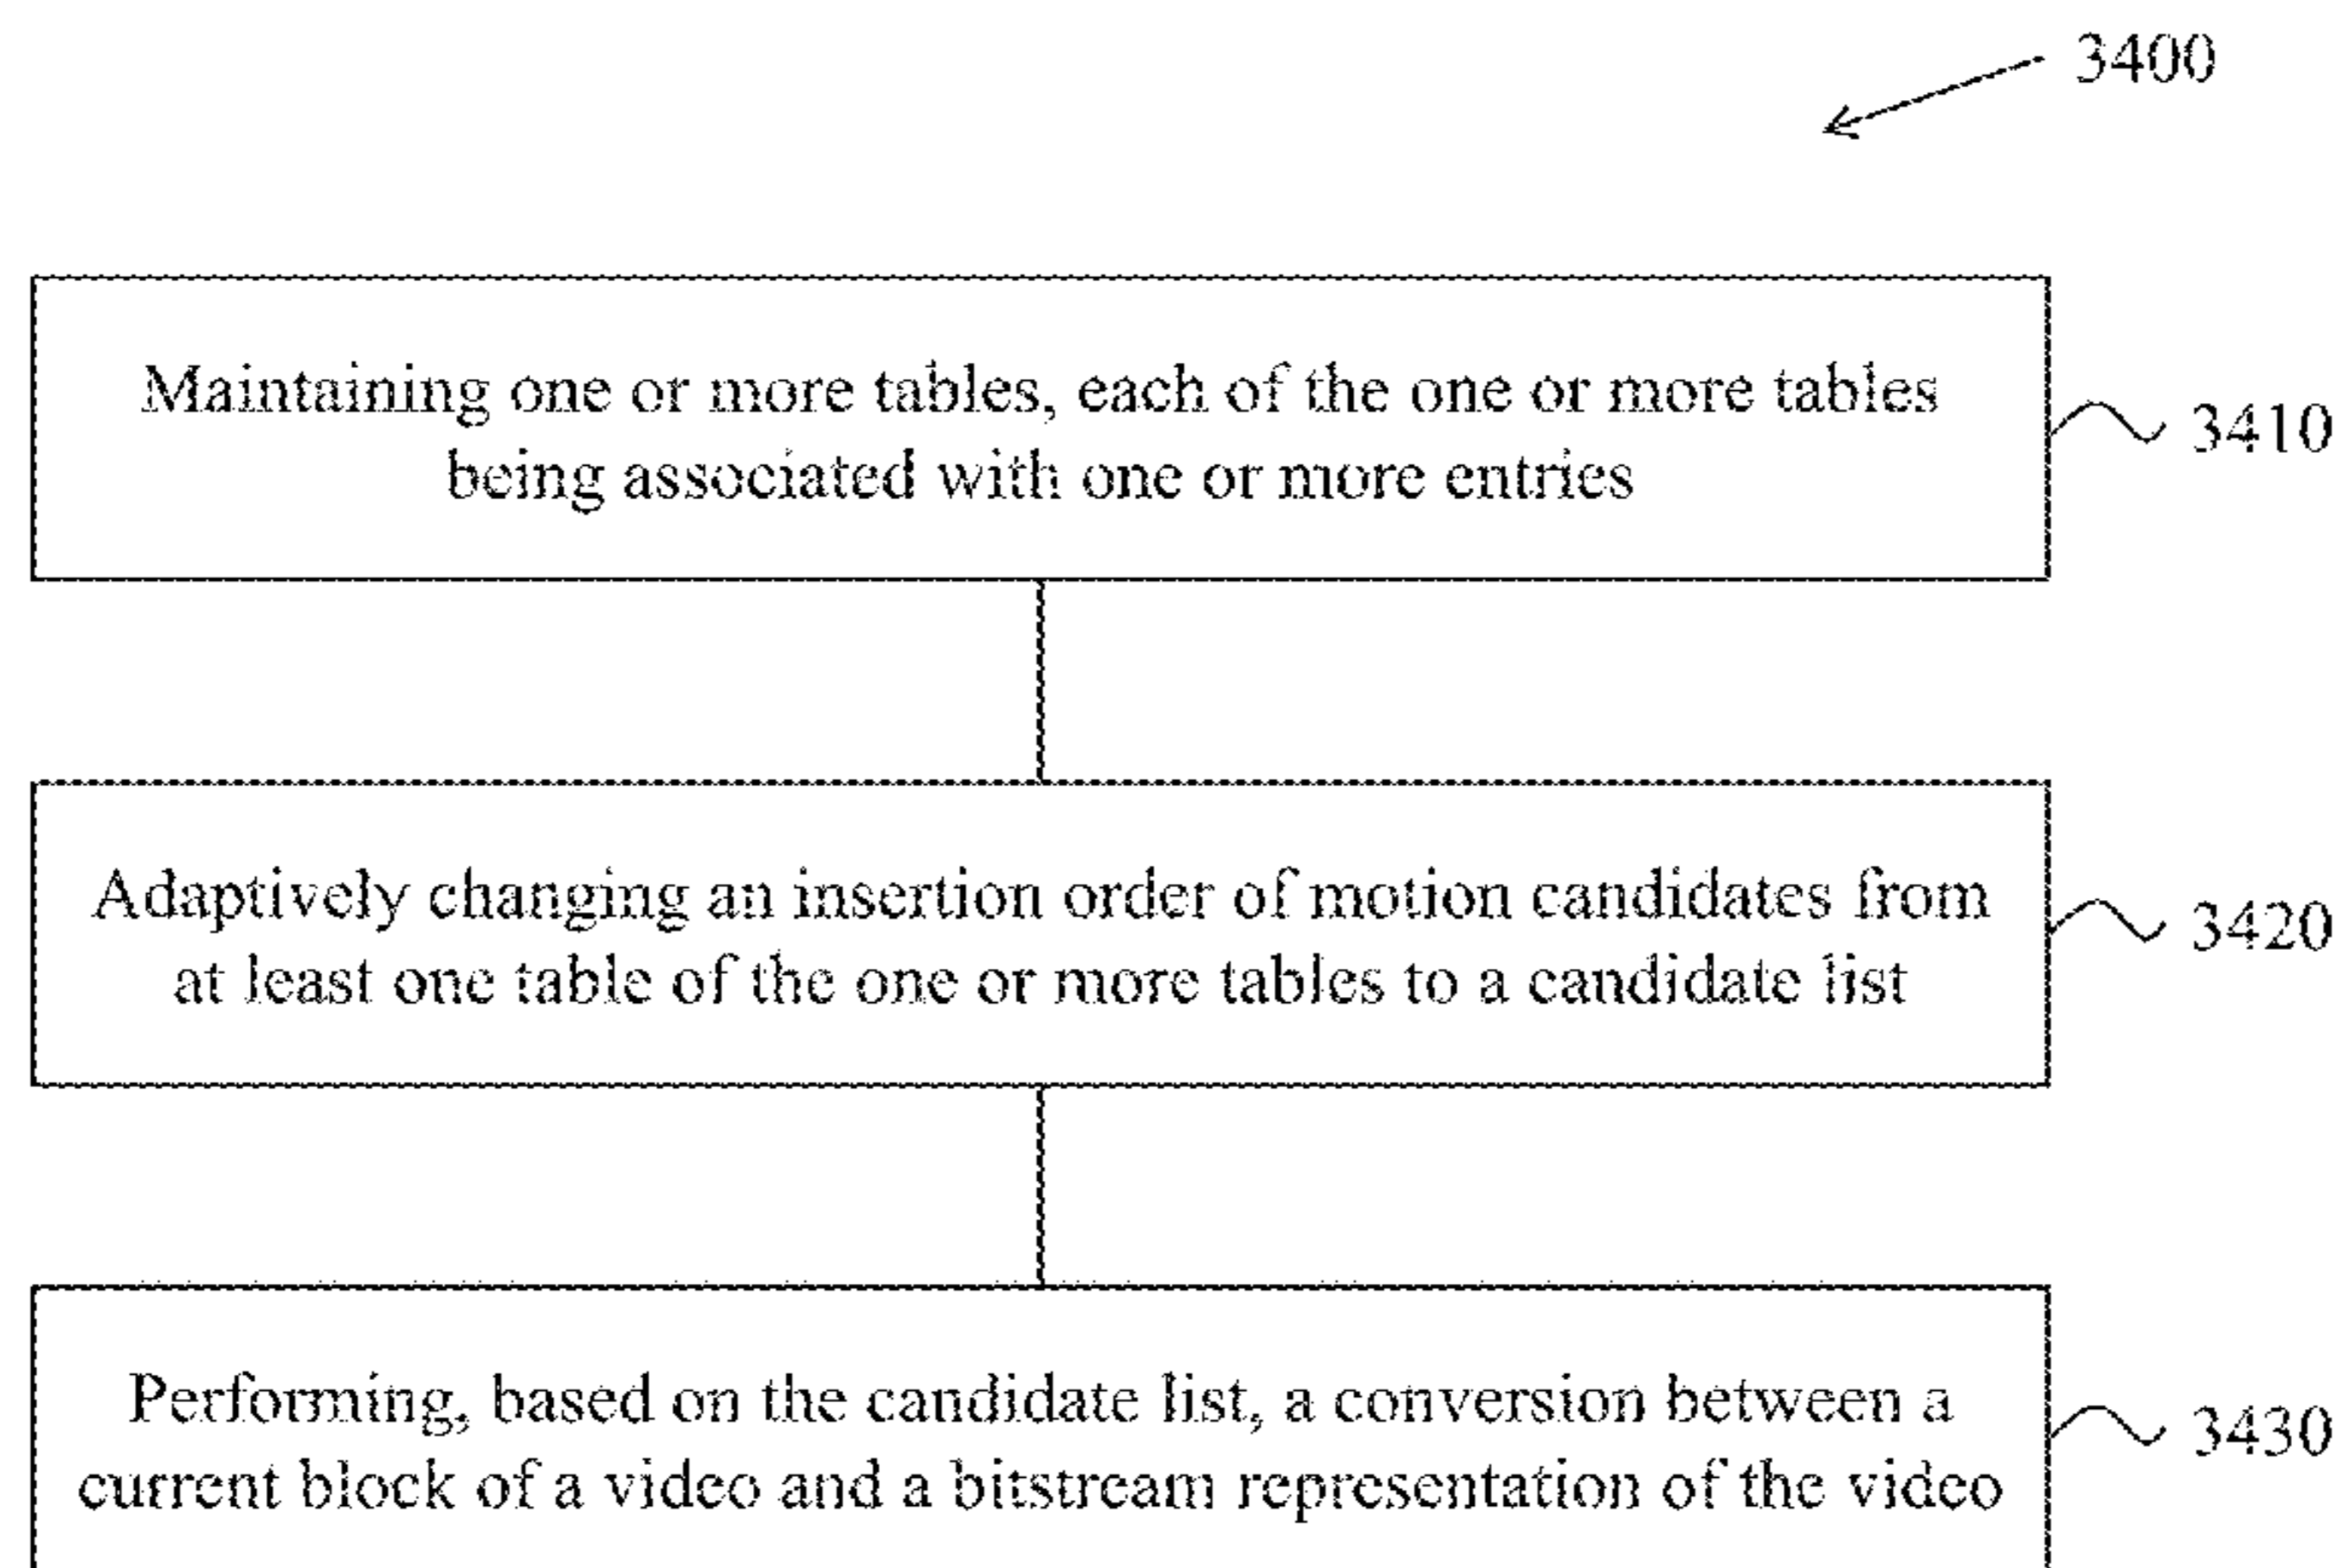 3400
Maintaining one or more tables, each of the one or more tables
being associated with one or more entries
3410
Adaptively changing an insertion order of motion candidates from
at least one table of the one or more tables to a candidate list
3420
Performing, based on the candidate list, a conversion between a
current block of a video and a bitstream representation of the video
3430